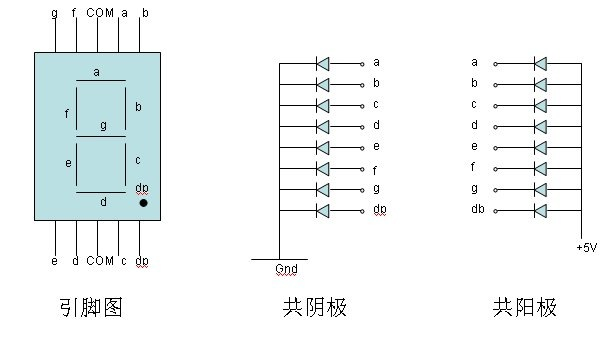 g f COM a b
a
f b
g
e c
dp
d
e d COM c dp
引脚图
a
b
c
d
e
f
g
dp
Gnd
共阴极
a
b
c
d
e
f
g
db
+5V
共阳极